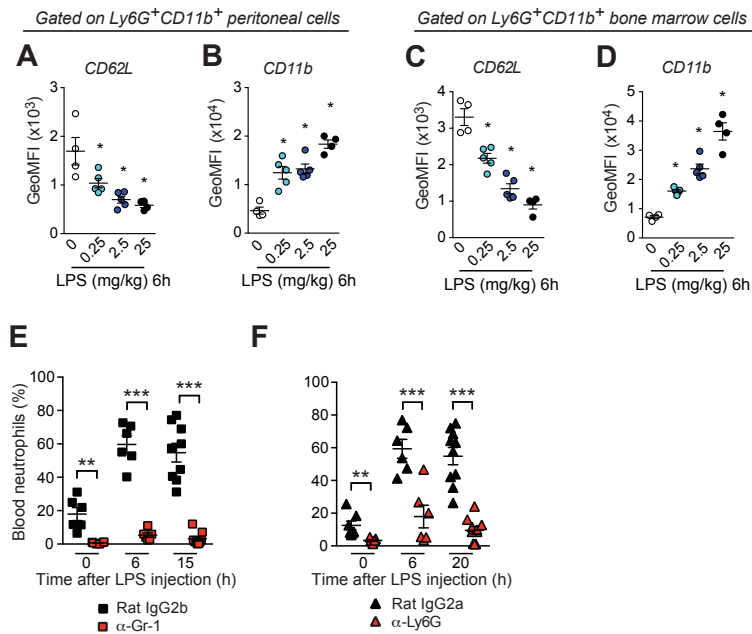 Gated on Ly6G+CD11b+ peritoneal cells
Gated on Ly6G+CD11b+ bone marrow cells
A
CD62L
GeoMFI (x10³)
3
2
1
0
0
0.25
2.5
25
*
*
*
LPS (mg/kg) 6h
B
CD11b
GeoMFI (x10⁴)
3
2
1
0
0
0.25
2.5
25
*
*
*
LPS (mg/kg) 6h
C
CD62L
GeoMFI (x10³)
4
3
2
1
0
0
0.25
2.5
25
*
*
*
LPS (mg/kg) 6h
D
CD11b
GeoMFI (x10⁴)
5
4
3
2
1
0
0
0.25
2.5
25
*
*
*
LPS (mg/kg) 6h
E
Blood neutrophils (%)
100
80
60
40
20
0
**
***
***
0
6
15
Time after LPS injection (h)
Rat IgG2b
α-Gr-1
F
100
80
60
40
20
0
**
***
***
0
6
20
Time after LPS injection (h)
Rat IgG2a
α-Ly6G